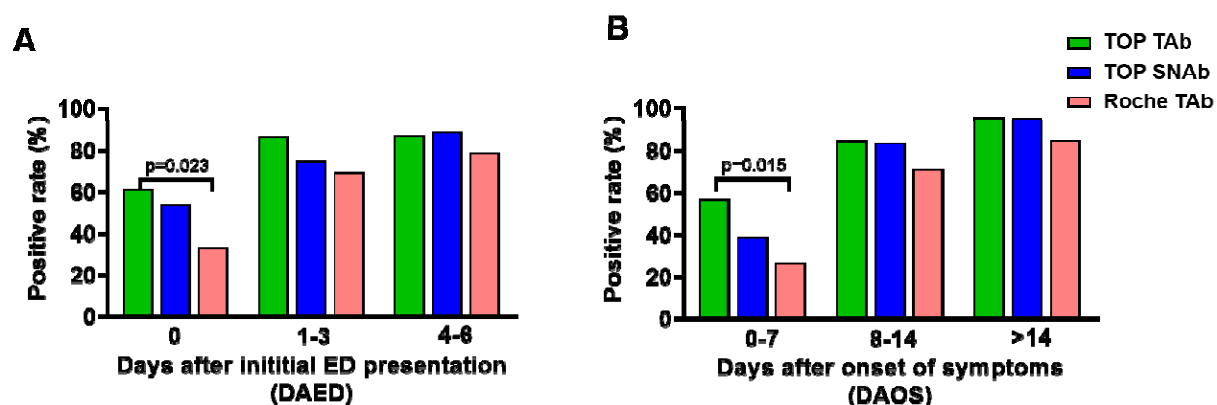 A
Positive rate (%)
100
80
60
40
20
0
p=0.023
0
1-3
4-6
Days after inititial ED presentation
(DAED)
B
TOP TAb
TOP SNAb
Roche TAb
Positive rate (%)
100
80
60
40
20
0
p=0.015
0-7
8-14
>14
Days after onset of symptoms
(DAOS)